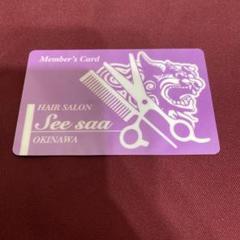 Member's Card
HAIR SALON
See saa
OKINAWA